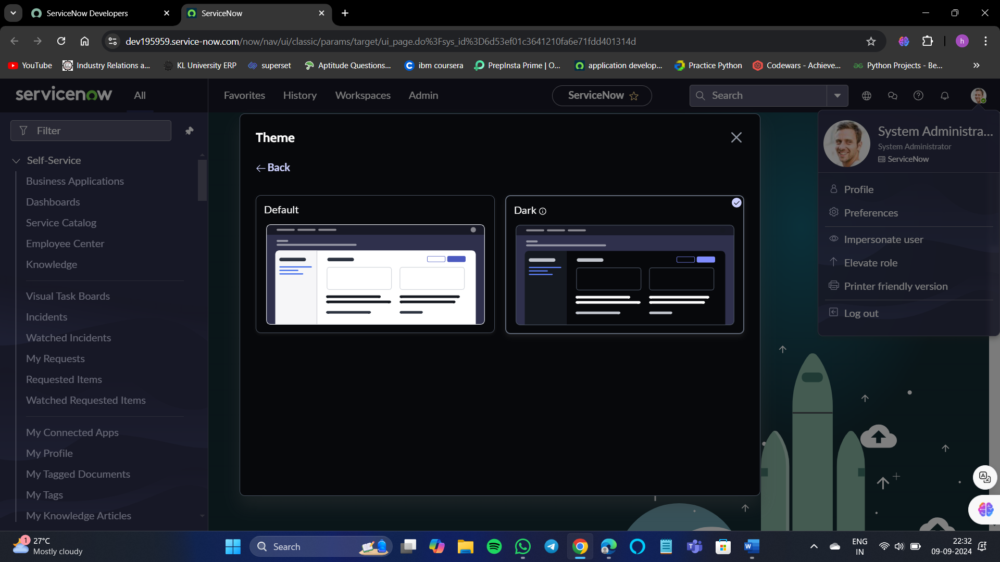 ServiceNow Developers
ServiceNow
dev195959.service-now.com/now/nav/ui/classic/params/target/ui_page.do%3Fsys_id%3D6d53ef01c3641210fa6e71fdd401314d
h
YouTube
Industry Relations a...
KL University ERP
superset
Aptitude Questions...
ibm coursera
PrepInsta Prime | O...
application develop...
Practice Python
Codewars - Achieve...
Python Projects - Be...
servicenow
All
Favorites
History
Workspaces
Admin
ServiceNow
Search
Filter
Self-Service
Business Applications
Dashboards
Service Catalog
Employee Center
Knowledge
Visual Task Boards
Incidents
Watched Incidents
My Requests
Requested Items
Watched Requested Items
My Connected Apps
My Profile
My Tagged Documents
My Tags
My Knowledge Articles
Theme
Back
Default
Dark
System Administra...
System Administrator
ServiceNow
Profile
Preferences
Impersonate user
Elevate role
Printer friendly version
Log out
1
27°C
Mostly cloudy
Search
ENG
IN
22:32
09-09-2024